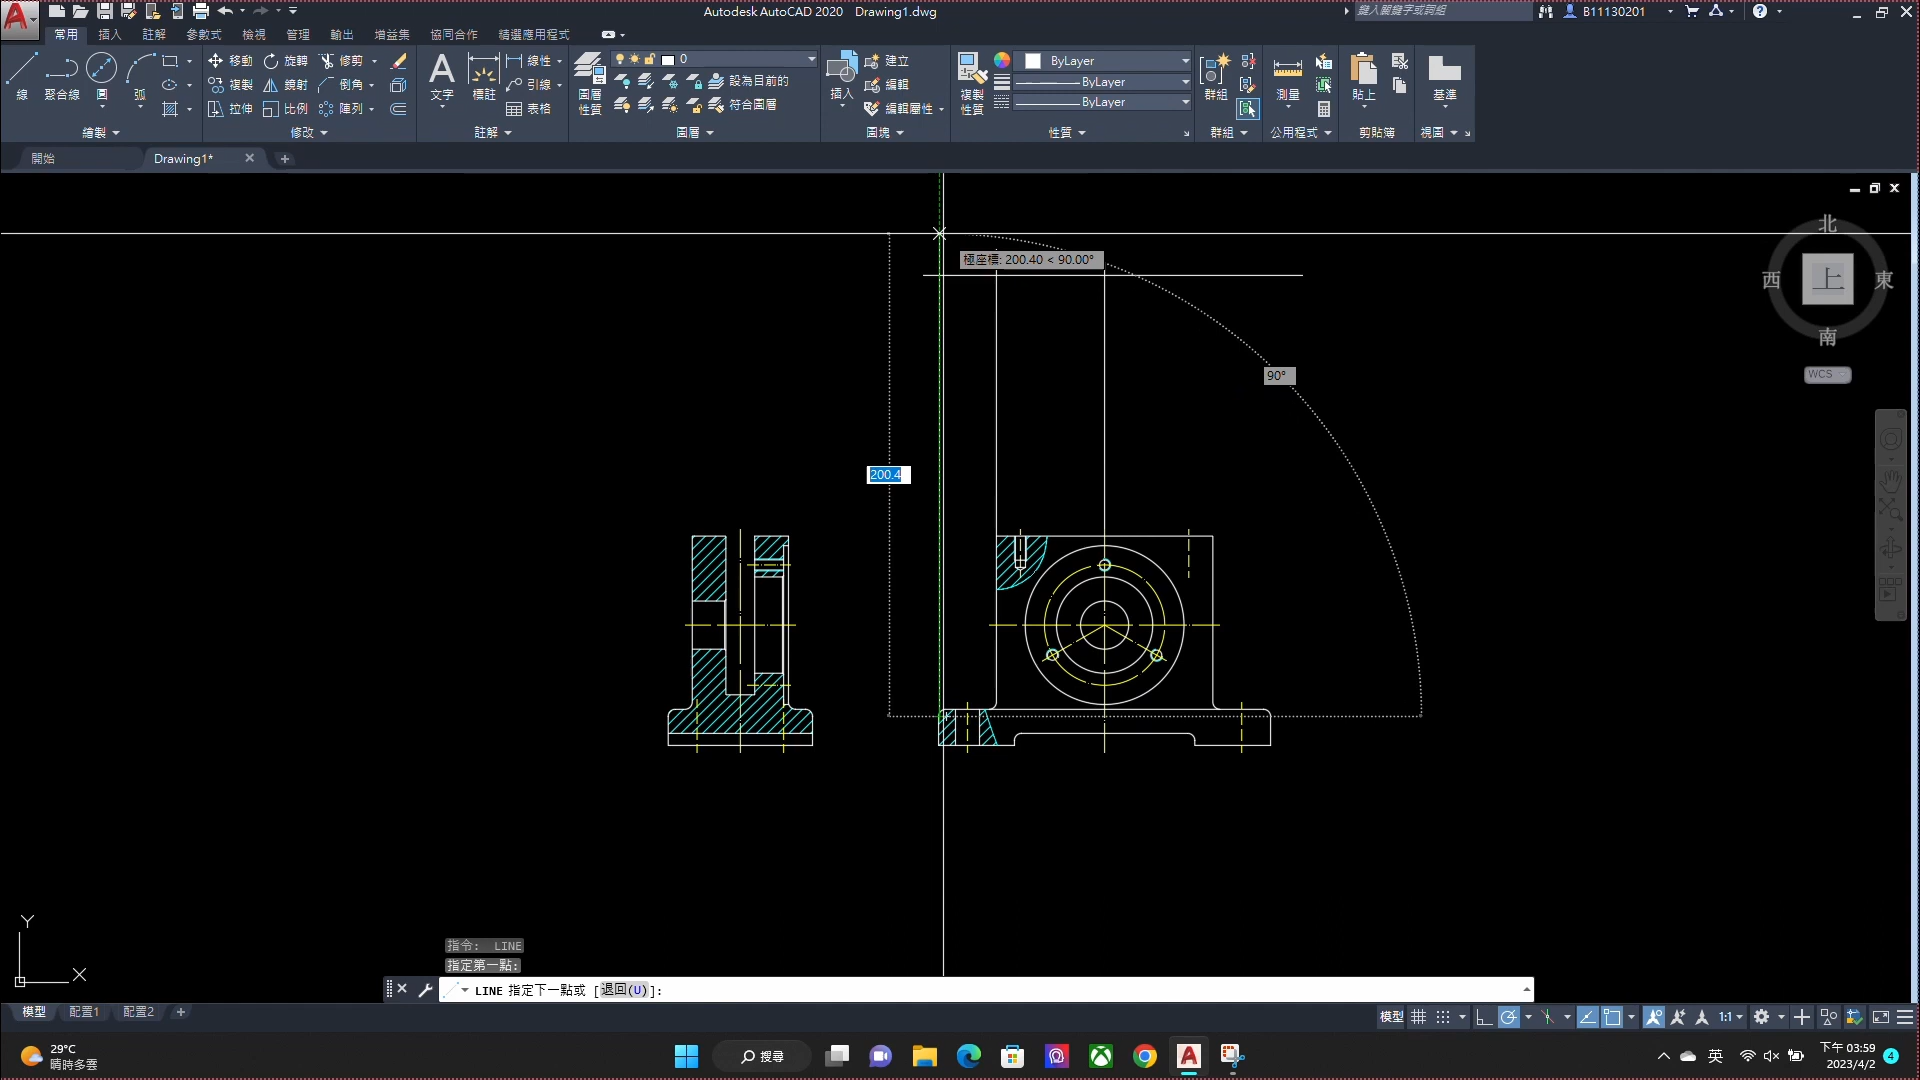 Autodesk AutoCAD 2020 Drawing1.dwg
鍵入關鍵字或詞組
B11130201
常用 插入 註解 參數式 檢視 管理 輸出 增益集 協同合作 精選應用程式
線 聚合線 圓 弧
移動 旋轉 修剪
複製 鏡射 倒角
拉伸 比例 陣列
文字 標註
線性
引線
表格
圖層性質
0
設為目前的
符合圖層
插入
建立
編輯
編輯屬性
複製性質
ByLayer
ByLayer
ByLayer
群組
測量
貼上
基準
繪製 修改 註解 圖層 圖塊 性質 群組 公用程式 剪貼簿 視圖
開始 Drawing1*
極座標: 200.40 < 90.00°
90°
200.4
北
西 上 東
南
WCS
Y
X
指令: LINE
指定第一點:
LINE 指定下一點或 [退回(U)]:
模型 配置1 配置2
模型 1:1
29°C
晴時多雲
搜尋
英
下午 03:59
2023/4/2
4